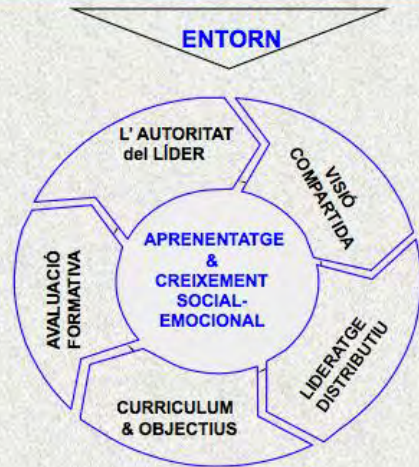 ENTORN
L' AUTORITAT
del LÍDER
VISIÓ
COMPARTIDA
LIDERATGE
DISTRIBUTIU
CURRICULUM
& OBJECTIUS
AVALUACIÓ
FORMATIVA
APRENENTATGE
&
CREIXEMENT
SOCIAL-
EMOCIONAL